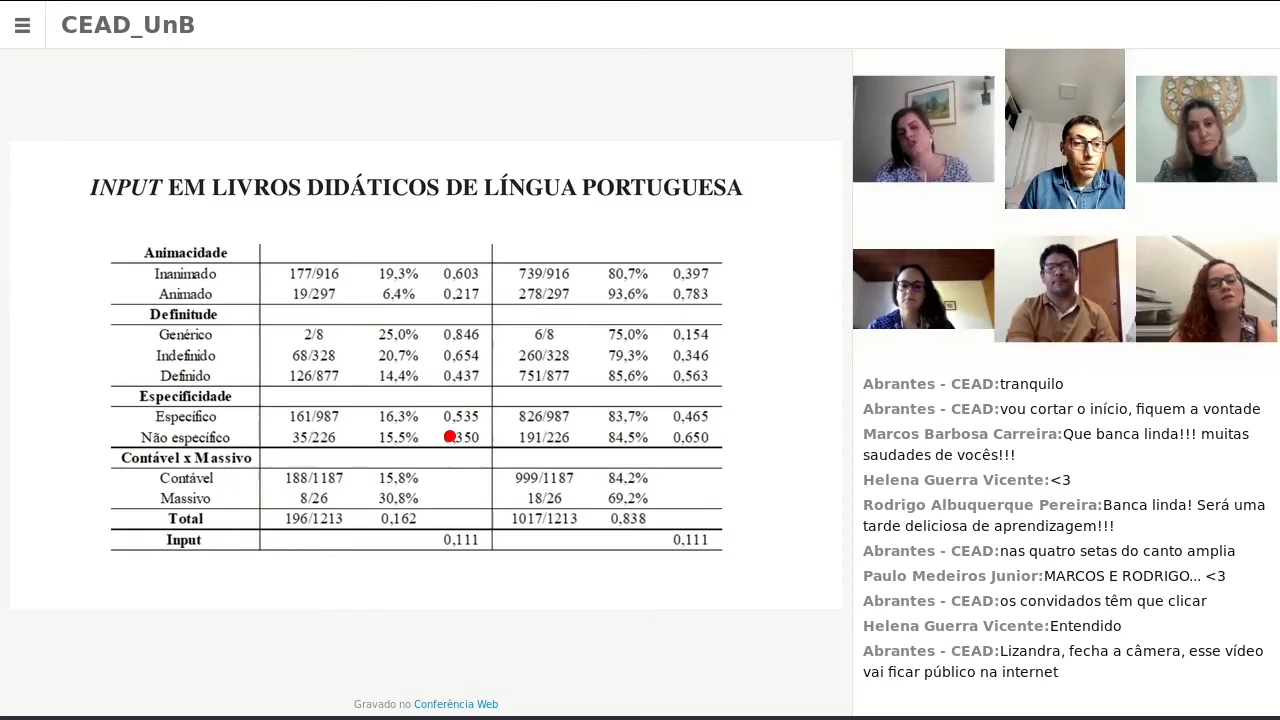 CEAD_UnB
INPUT EM LIVROS DIDÁTICOS DE LÍNGUA PORTUGUESA
Animacidade
Inanimado 177/916 19,3% 0,603 739/916 80,7% 0,397
Animado 19/297 6,4% 0,217 278/297 93,6% 0,783
Definitude
Genérico 2/8 25,0% 0,846 6/8 75,0% 0,154
Indefinido 68/328 20,7% 0,654 260/328 79,3% 0,346
Definido 126/877 14,4% 0,437 751/877 85,6% 0,563
Especificidade
Específico 161/987 16,3% 0,535 826/987 83,7% 0,465
Não específico 35/226 15,5% 350 191/226 84,5% 0,650
Contável x Massivo
Contável 188/1187 15,8% 999/1187 84,2%
Massivo 8/26 30,8% 18/26 69,2%
Total 196/1213 0,162 1017/1213 0,838
Input 0,111 0,111
Gravado no Conferência Web
Abrantes - CEAD:tranquilo
Abrantes - CEAD:vou cortar o início, fiquem a vontade
Marcos Barbosa Carreira:Que banca linda!!! muitas
saudades de vocês!!!
Helena Guerra Vicente:<3
Rodrigo Albuquerque Pereira:Banca linda! Será uma
tarde deliciosa de aprendizagem!!!
Abrantes - CEAD:nas quatro setas do canto amplia
Paulo Medeiros Junior:MARCOS E RODRIGO... <3
Abrantes - CEAD:os convidados têm que clicar
Helena Guerra Vicente:Entendido
Abrantes - CEAD:Lizandra, fecha a câmera, esse vídeo
vai ficar público na internet